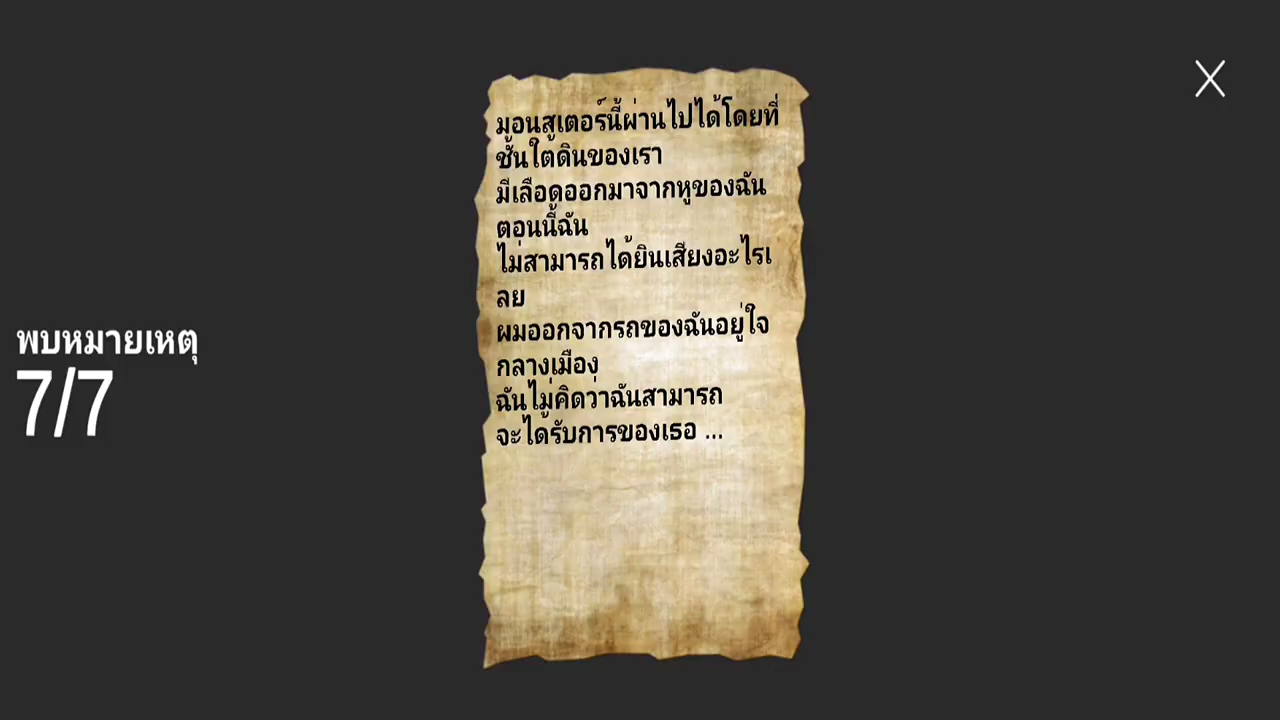 มอนสูเตอร์นี้ผ่านไปได้โดยที่
ชั้นใตดินของเรา
มีเลือดออกมาจากหูของฉัน
ตอนนี้ฉัน
ไม่สามารถได้ยินเสียงอะไรเ
ลย
ผมออกจากรถของฉันอยู่ใจ
กลางเมือง
ฉันไม่คิดว่าฉันสามารถ
จะได้รับการของเธอ ...
พบหมายเหตุ
7/7